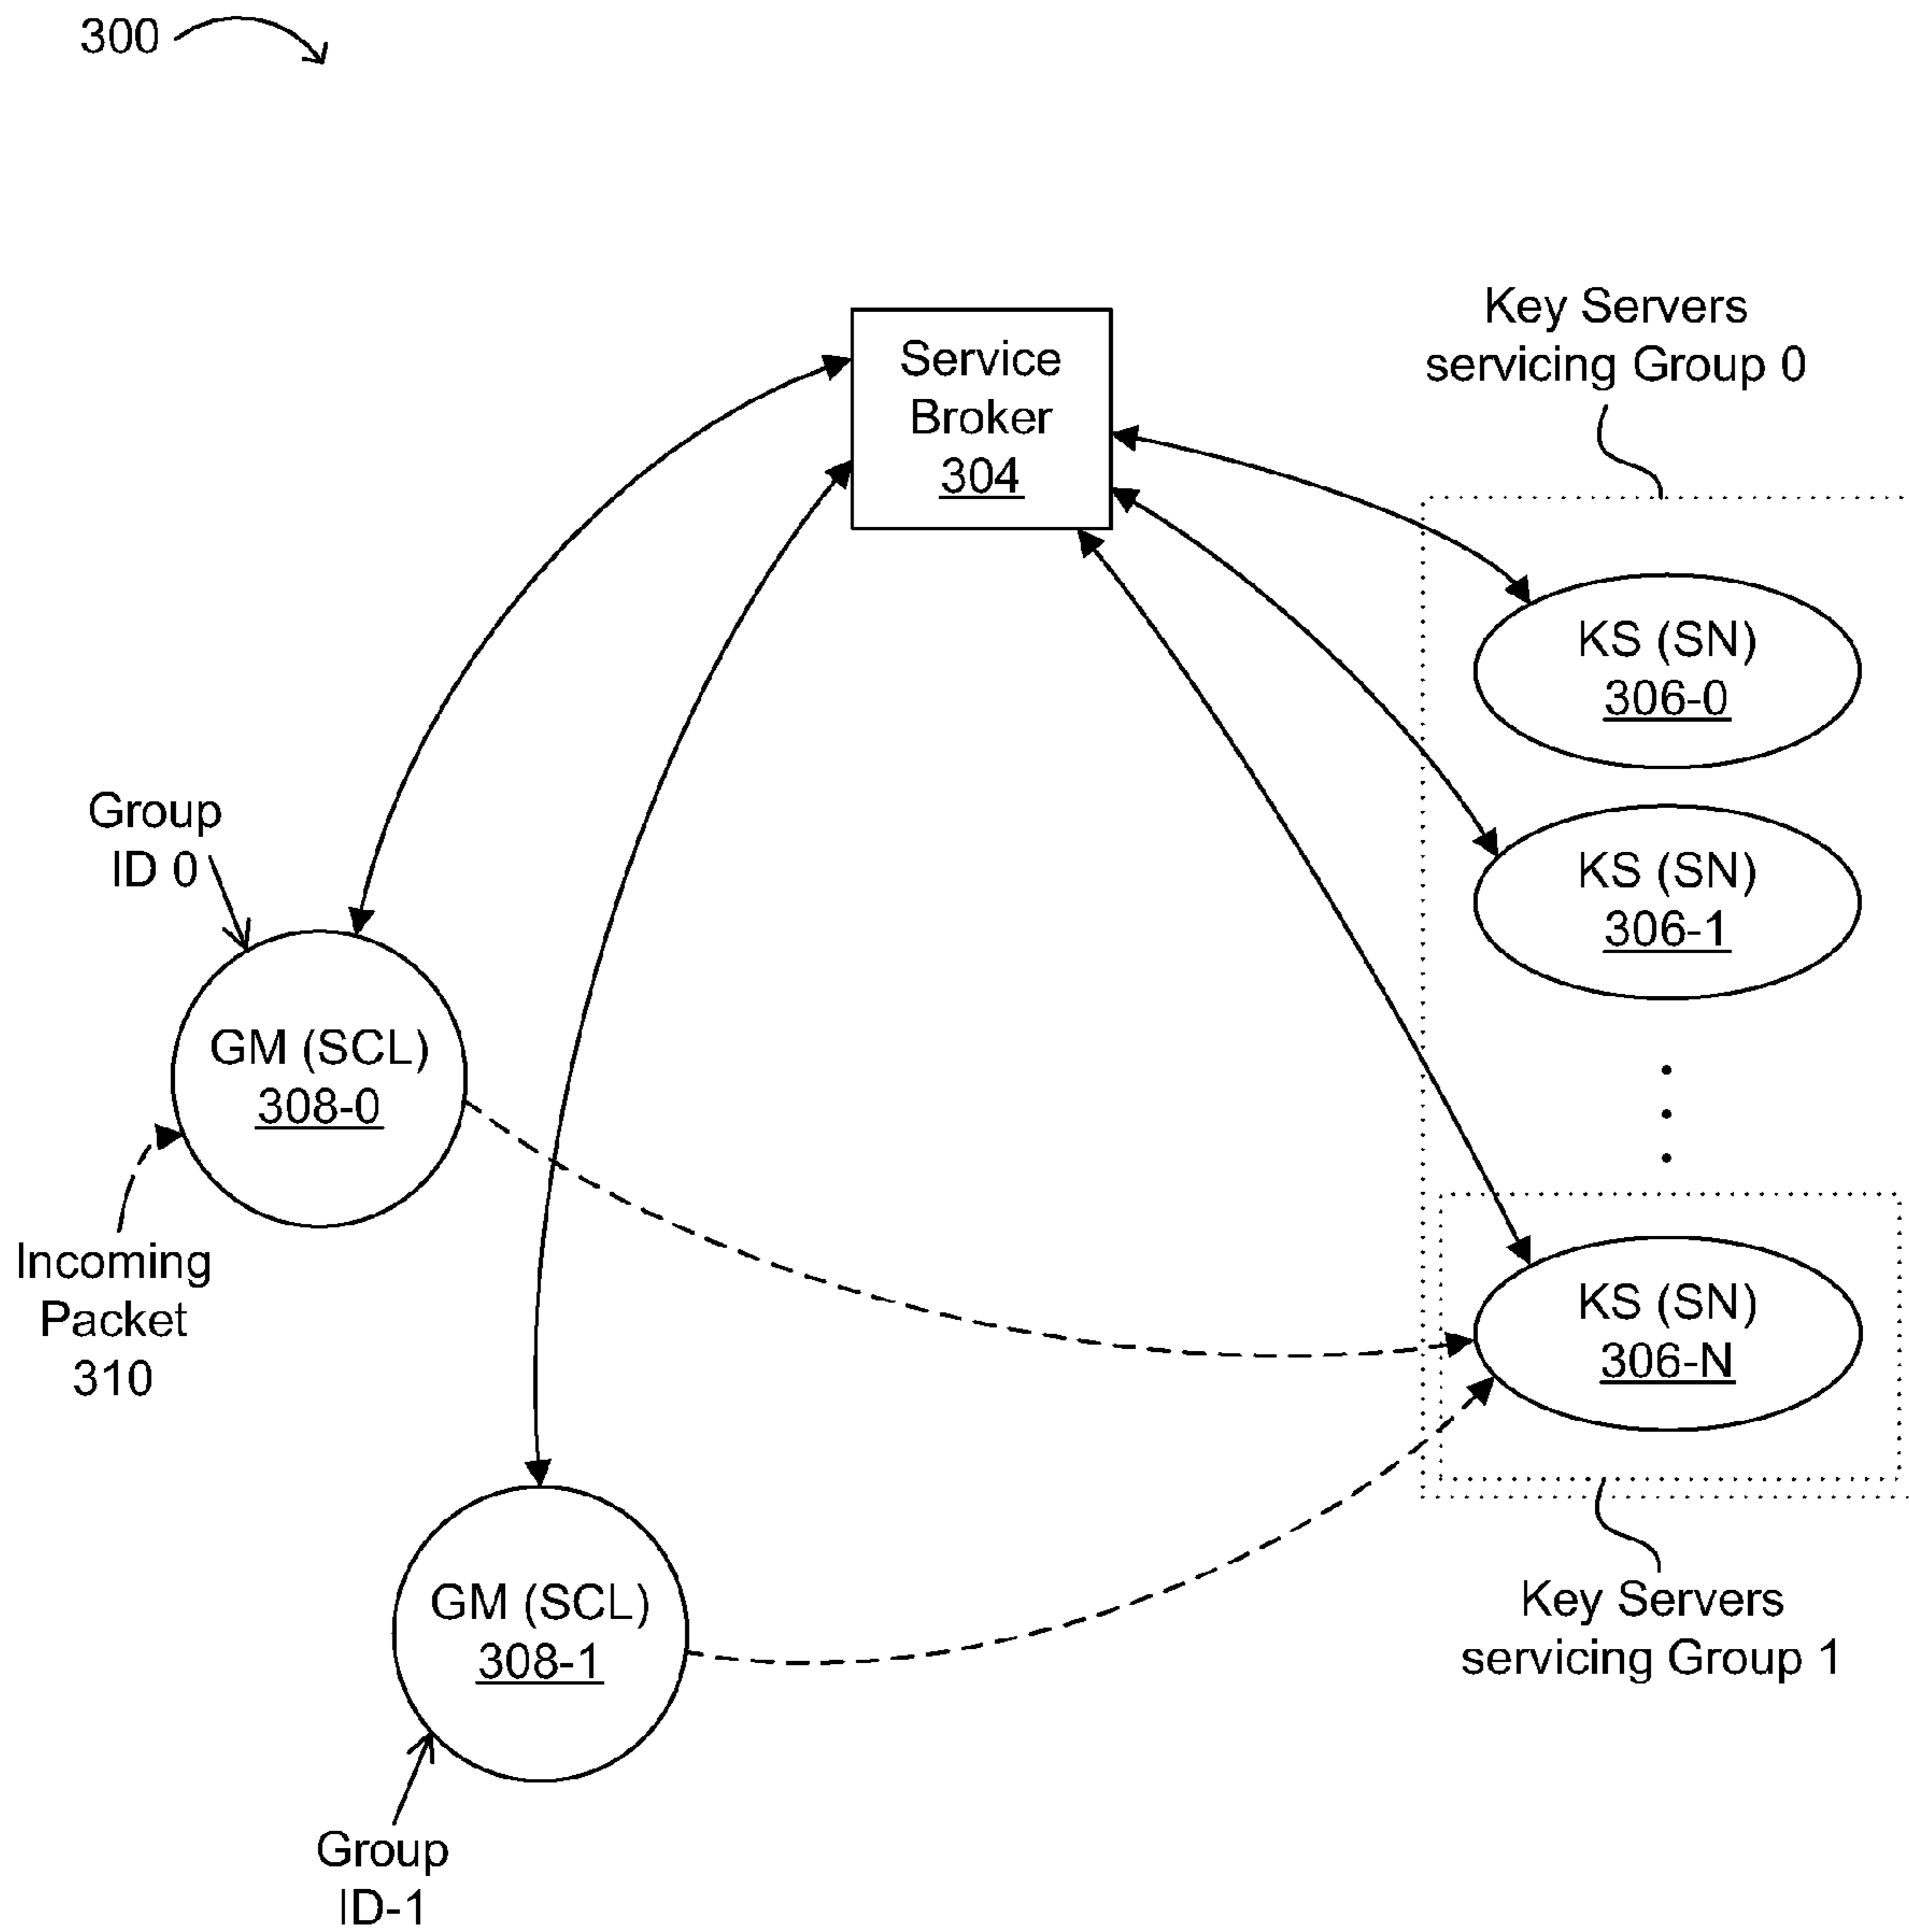 300
Service
Broker
304
Key Servers
servicing Group 0
KS (SN)
306-0
KS (SN)
306-1
Group
ID 0
GM (SCL)
308-0
Incoming
Packet
310
KS (SN)
306-N
GM (SCL)
308-1
Key Servers
servicing Group 1
Group
ID-1